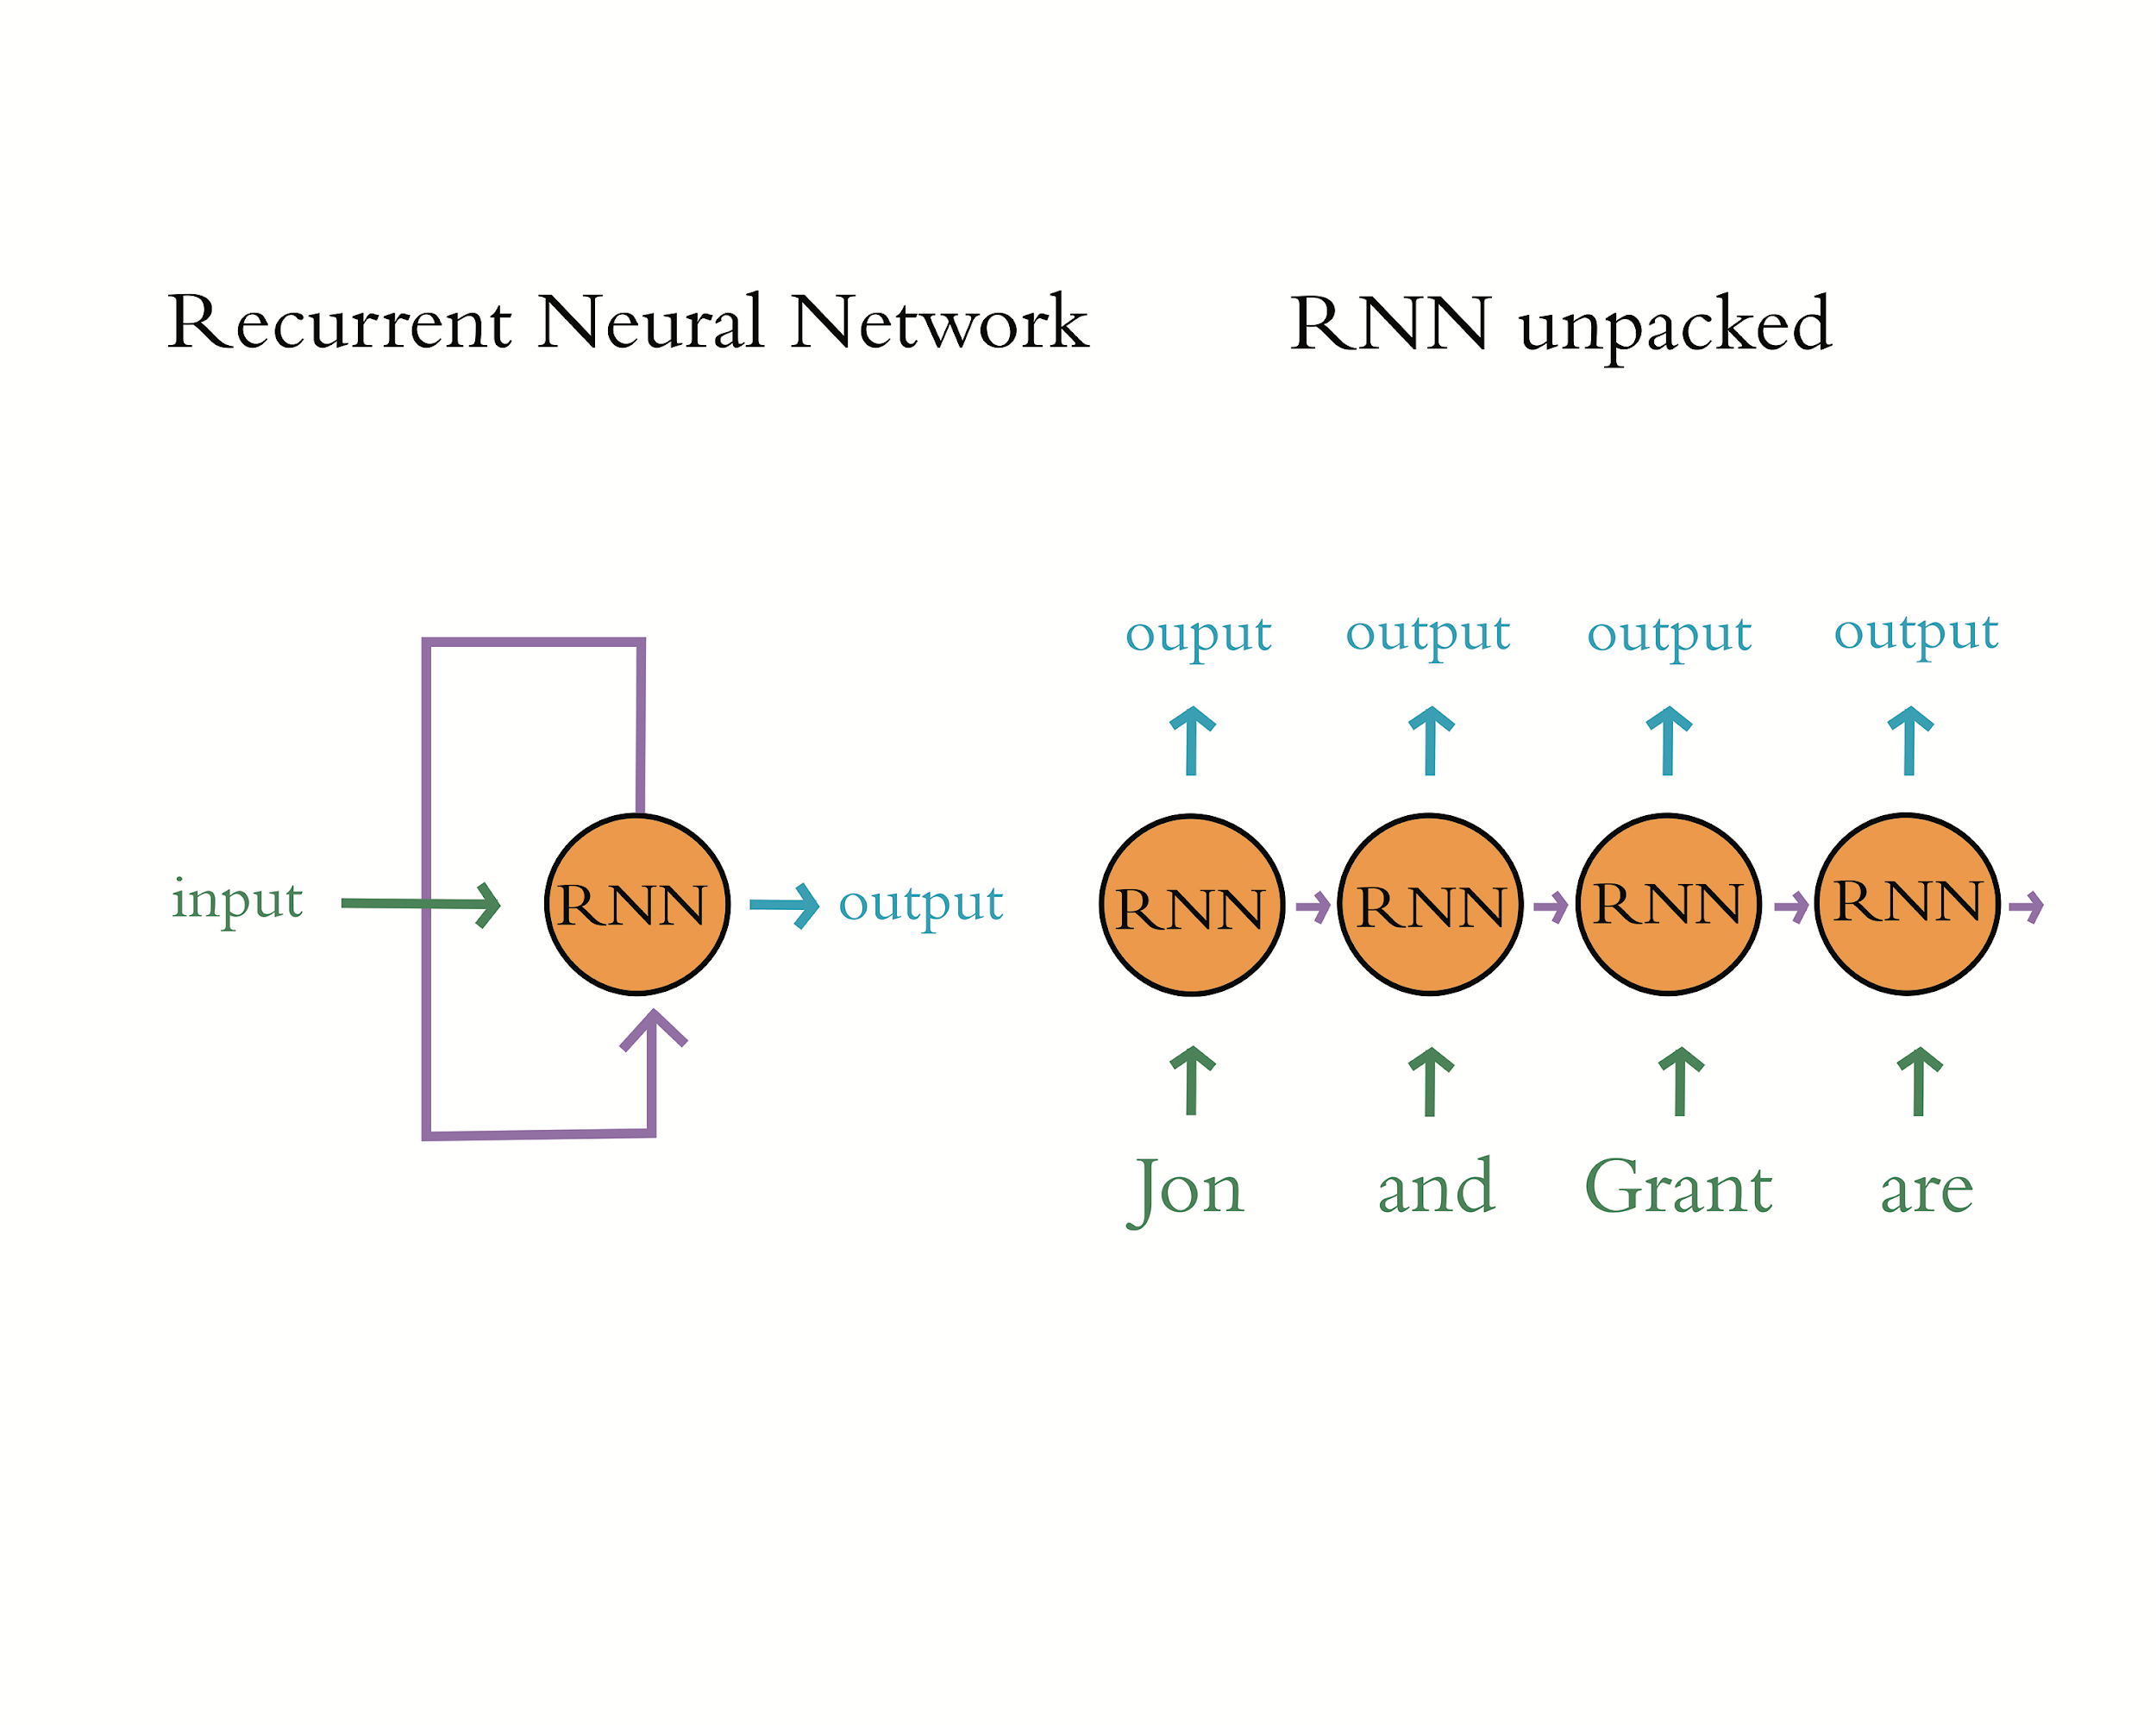 Recurrent Neural Network
RNN unpacked
input
RNN
output
ouput output output output
RNN RNN RNN RNN
Jon and Grant are